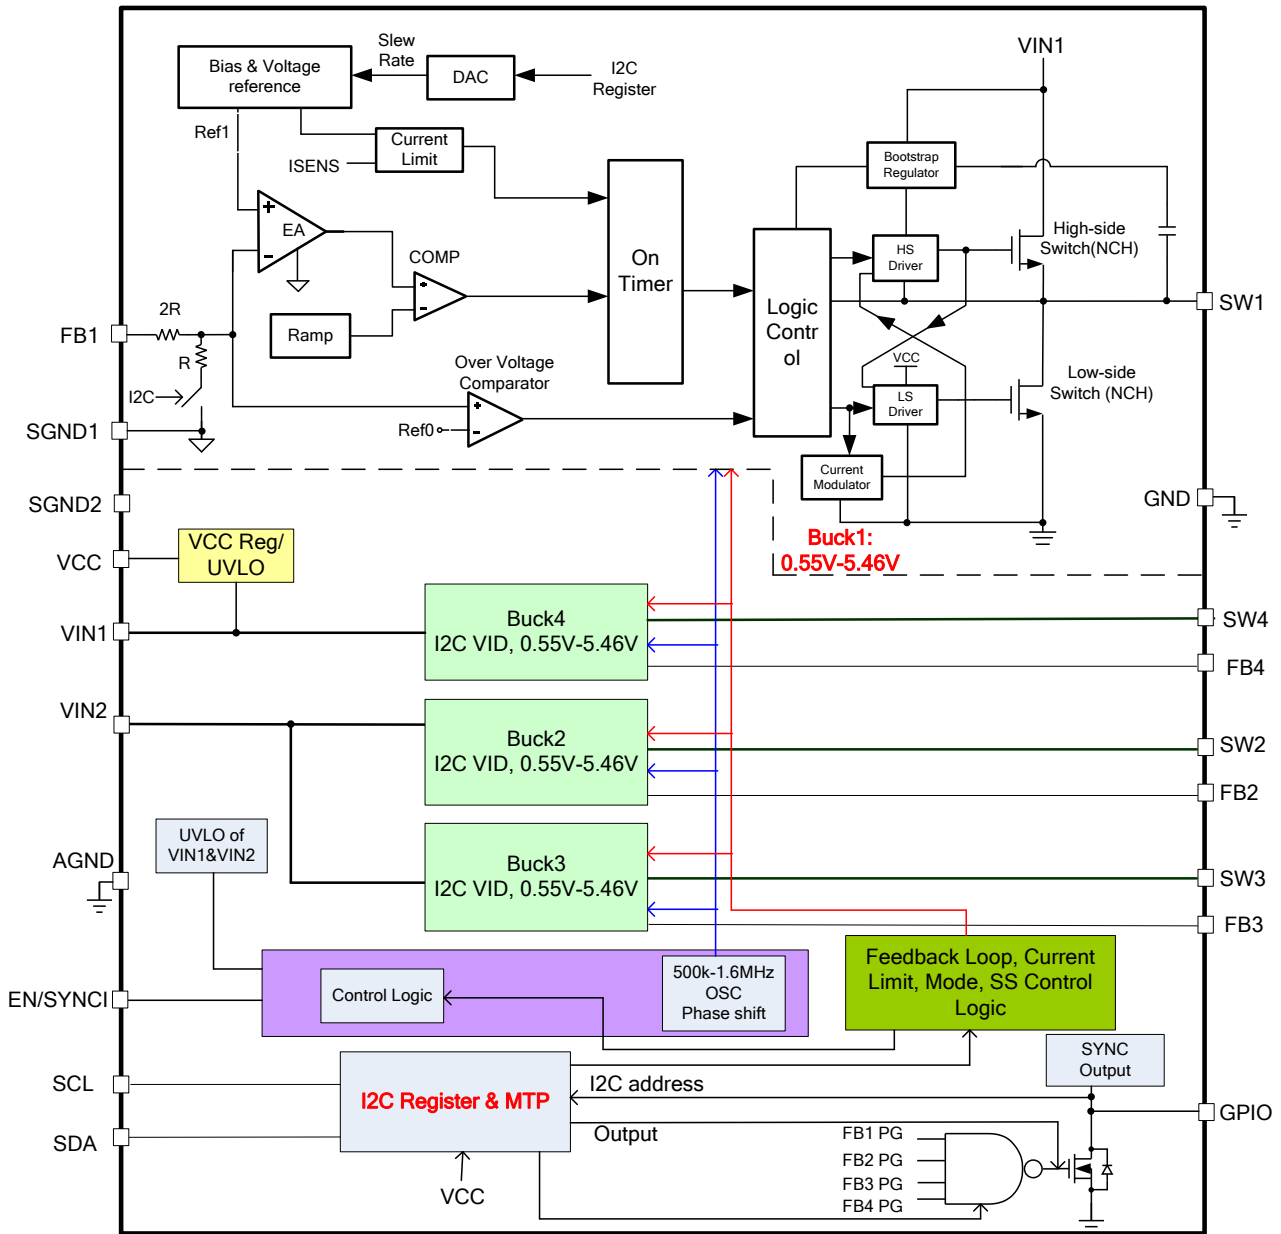 VIN1
Slew
Rate
Bias & Voltage
reference
DAC
I2C
Register
Ref1
Current
Limit
ISENS
Bootstrap
Regulator
+
EA
-
High-side
Switch(NCH)
HS
Driver
COMP
On
Timer
+
-
Logic
Contr
ol
SW1
2R
FB1
Ramp
R
VCC
Over Voltage
Comparator
Low-side
Switch (NCH)
I2C
LS
Driver
+
-
Ref0
SGND1
Current
Modulator
SGND2
GND
Buck1:
0.55V-5.46V
VCC Reg/
UVLO
VCC
VIN1
Buck4
I2C VID, 0.55V-5.46V
SW4
FB4
VIN2
Buck2
I2C VID, 0.55V-5.46V
SW2
FB2
UVLO of
VIN1&VIN2
AGND
Buck3
I2C VID, 0.55V-5.46V
SW3
FB3
Feedback Loop, Current
Limit, Mode, SS Control
Logic
500k-1.6MHz
OSC
Phase shift
Control Logic
EN/SYNCI
SYNC
Output
SCL
I2C address
I2C Register & MTP
GPIO
SDA
Output
FB1 PG
FB2 PG
FB3 PG
FB4 PG
VCC